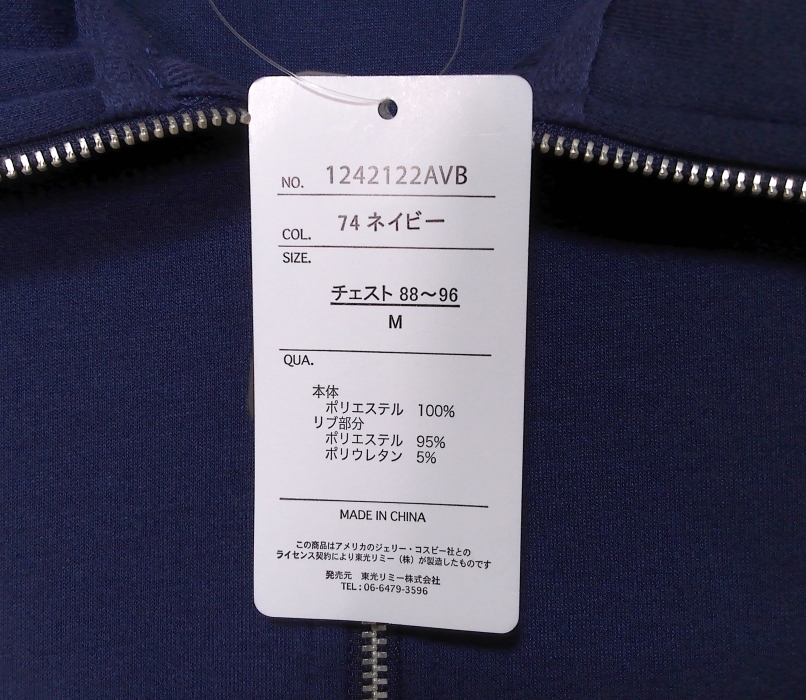 NO. 1242122AVB
COL. 74 ネイビー
SIZE.
チェスト 88～96
M
QUA.
本体
ポリエステル 100%
リブ部分
ポリエステル 95%
ポリウレタン 5%
MADE IN CHINA
この商品はアメリカのジェリー・コスビー社との
ライセンス契約により東光リミー（株）が製造したものです
発売元 東光リミー株式会社
TEL：06-6479-3596